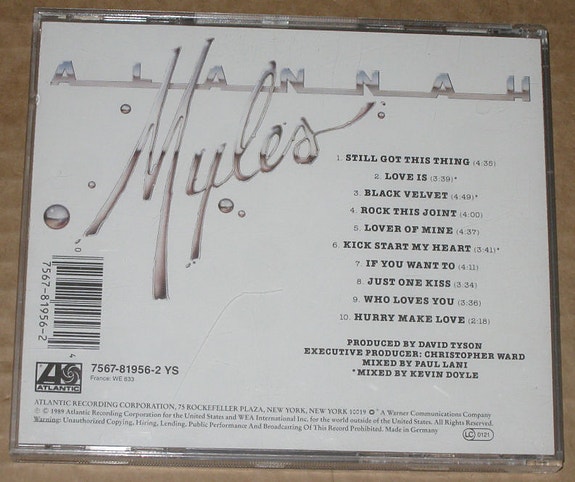 ALANNAH
Myles
1. STILL GOT THIS THING (4:35)
2. LOVE IS (3:39)*
3. BLACK VELVET (4:49)*
4. ROCK THIS JOINT (4:00)
5. LOVER OF MINE (4:37)
6. KICK START MY HEART (3:41)*
7. IF YOU WANT TO (4:11)
8. JUST ONE KISS (3:34)
9. WHO LOVES YOU (3:36)
10. HURRY MAKE LOVE (2:18)
PRODUCED BY DAVID TYSON
EXECUTIVE PRODUCER: CHRISTOPHER WARD
MIXED BY PAUL LANI
*MIXED BY KEVIN DOYLE
0
7567-81956-2
4
ATLANTIC
7567-81956-2 YS
France: WE 833
ATLANTIC RECORDING CORPORATION, 75 ROCKEFELLER PLAZA, NEW YORK, NEW YORK 10019 A Warner Communications Company
℗ © 1989 Atlantic Recording Corporation for the United States and WEA International Inc. for the world outside of the United States. All Rights Reserved.
Warning: Unauthorized Copying, Hiring, Lending, Public Performance And Broadcasting Of This Record Prohibited. Made in Germany
LC 0121